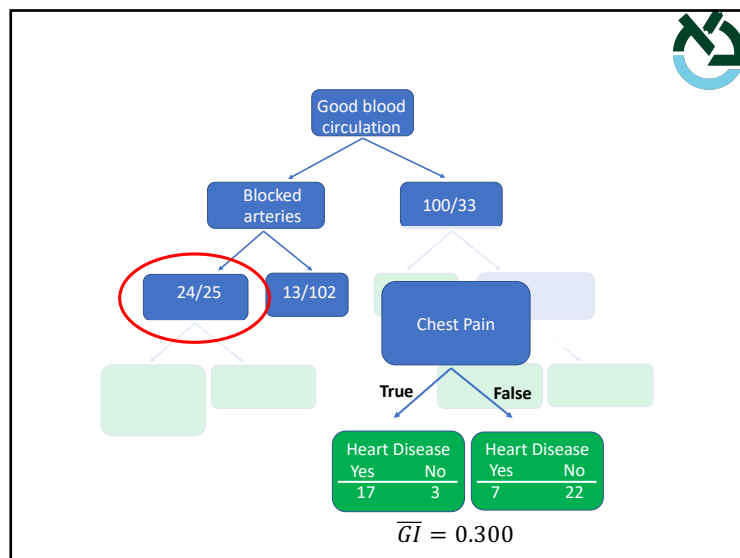 Good blood
circulation
Blocked
arteries
100/33
24/25
13/102
Chest Pain
True
False
Heart Disease
Yes No
17 3
Heart Disease
Yes No
7 22
\overline{GI} = 0.300